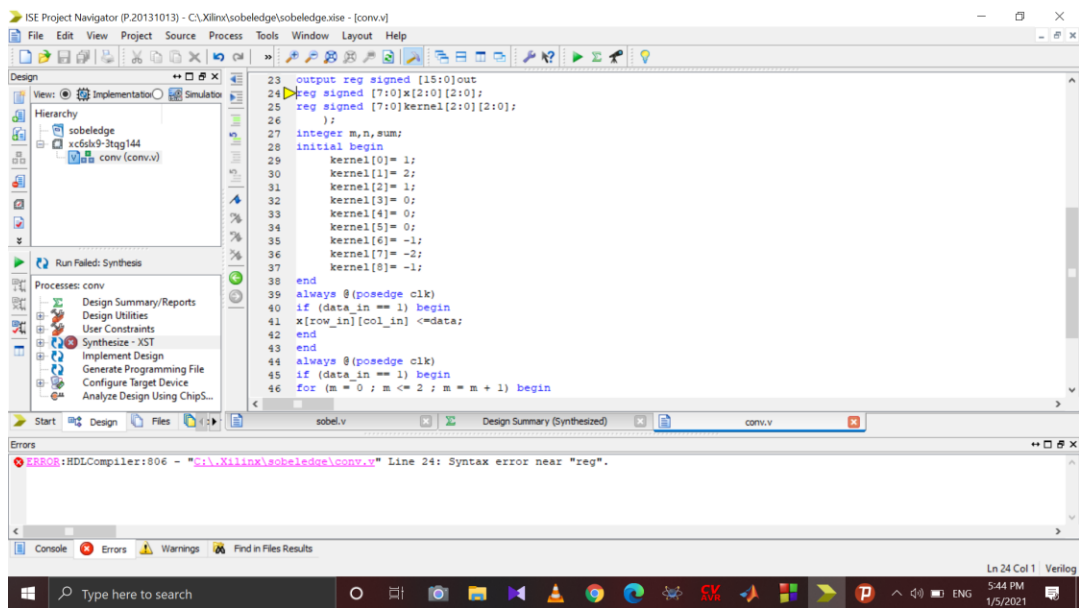 ISE Project Navigator (P.20131013) - C:\.Xilinx\sobeledge\sobeledge.xise - [conv.v]
File Edit View Project Source Process Tools Window Layout Help
Design
View: Implementation Simulation
Hierarchy
sobeledge
xc6slx9-3tqg144
conv (conv.v)
Run Failed: Synthesis
Processes: conv
Design Summary/Reports
Design Utilities
User Constraints
Synthesize - XST
Implement Design
Generate Programming File
Configure Target Device
Analyze Design Using ChipS...
Start Design Files
23 output reg signed [15:0]out
24 reg signed [7:0]x[2:0][2:0];
25 reg signed [7:0]kernel[2:0][2:0];
26 );
27 integer m,n,sum;
28 initial begin
29 kernel[0]= 1;
30 kernel[1]= 2;
31 kernel[2]= 1;
32 kernel[3]= 0;
33 kernel[4]= 0;
34 kernel[5]= 0;
35 kernel[6]= -1;
36 kernel[7]= -2;
37 kernel[8]= -1;
38 end
39 always @(posedge clk)
40 if (data_in == 1) begin
41 x[row_in][col_in] <=data;
42 end
43 end
44 always @(posedge clk)
45 if (data_in == 1) begin
46 for (m = 0 ; m <= 2 ; m = m + 1) begin
sobel.v Design Summary (Synthesized) conv.v
Errors
ERROR:HDLCompiler:806 - "C:\.Xilinx\sobeledge\conv.v" Line 24: Syntax error near "reg".
Console Errors Warnings Find in Files Results
Ln 24 Col 1 Verilog
Type here to search
CV
AVR
ENG
5:44 PM
1/5/2021